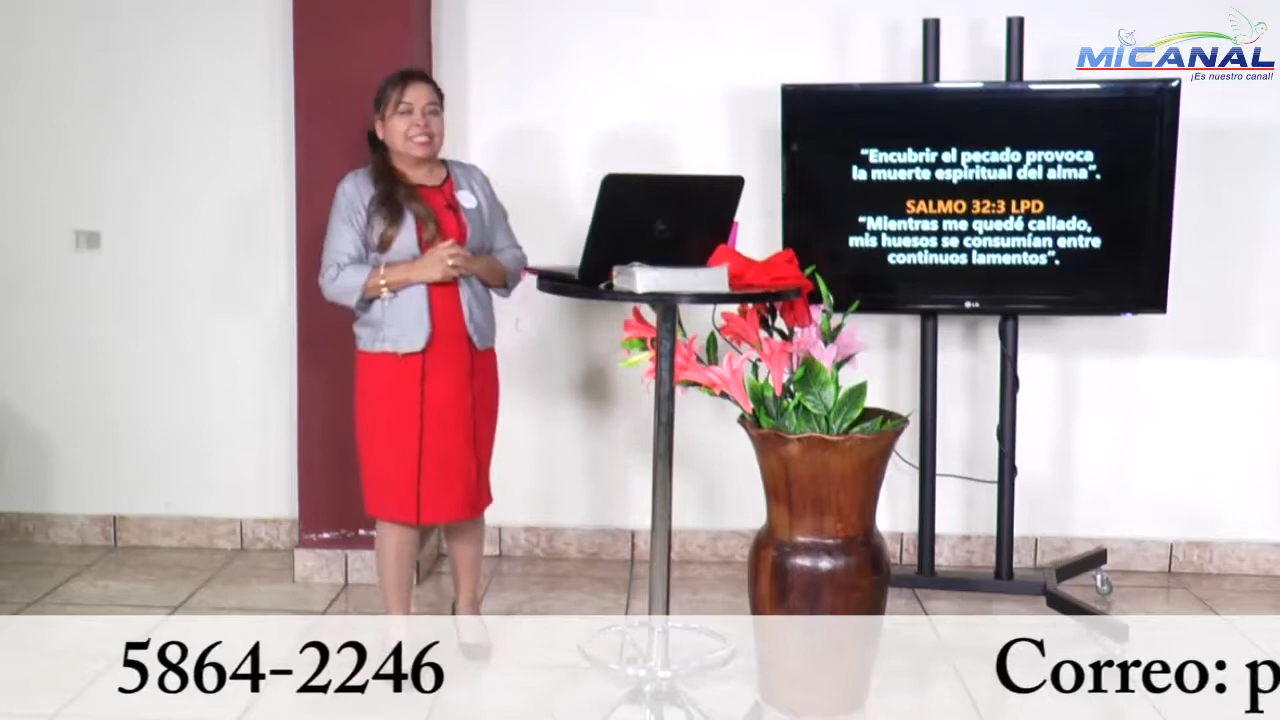 MICANAL
¡Es nuestro canal!
“Encubrir el pecado provoca
la muerte espiritual del alma”.
SALMO 32:3 LPD
“Mientras me quedé callado,
mis huesos se consumían entre
continuos lamentos”.
LG
5864-2246
Correo: p